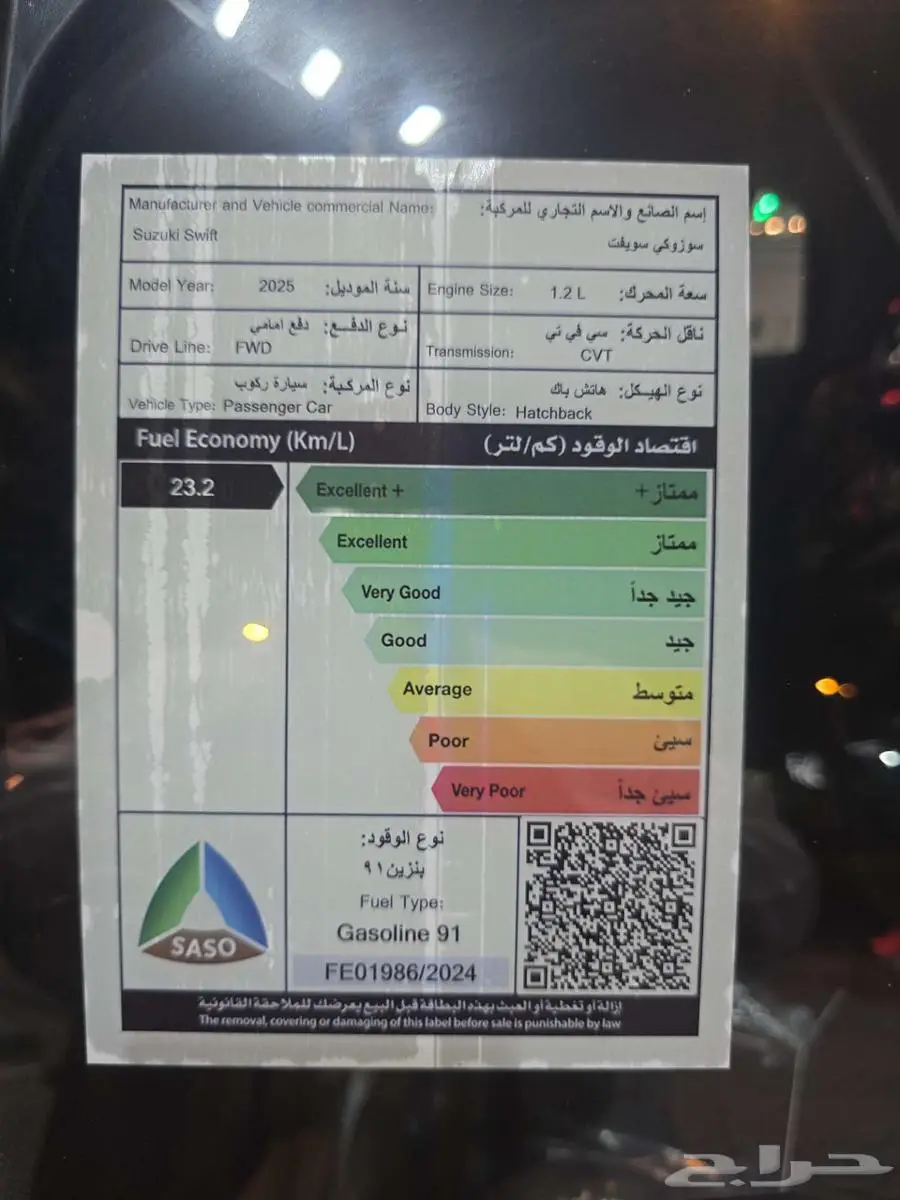 Manufacturer and Vehicle commercial Name: إسم الصانع والاسم التجاري للمركبة:
Suzuki Swift سوزوكي سويفت
Model Year: 2025 سنة الموديل:
Engine Size: 1.2 L سعة المحرك:
نوع الدفع: دفع امامي
Drive Line: FWD
ناقل الحركة: سي في تي
Transmission: CVT
نوع المركبة: سيارة ركوب
Vehicle Type: Passenger Car
نوع الهيكل: هاتش باك
Body Style: Hatchback
Fuel Economy (Km/L) اقتصاد الوقود (كم/لتر)
23.2
Excellent + ممتاز+
Excellent ممتاز
Very Good جيد جداً
Good جيد
Average متوسط
Poor سيئ
Very Poor سيئ جداً
SASO
نوع الوقود:
بنزين ٩١
Fuel Type:
Gasoline 91
FE01986/2024
إزالة أو تغطية أو العبث بهذه البطاقة قبل البيع يعرضك للملاحقة القانونية
The removal, covering or damaging of this label before sale is punishable by law
حراج